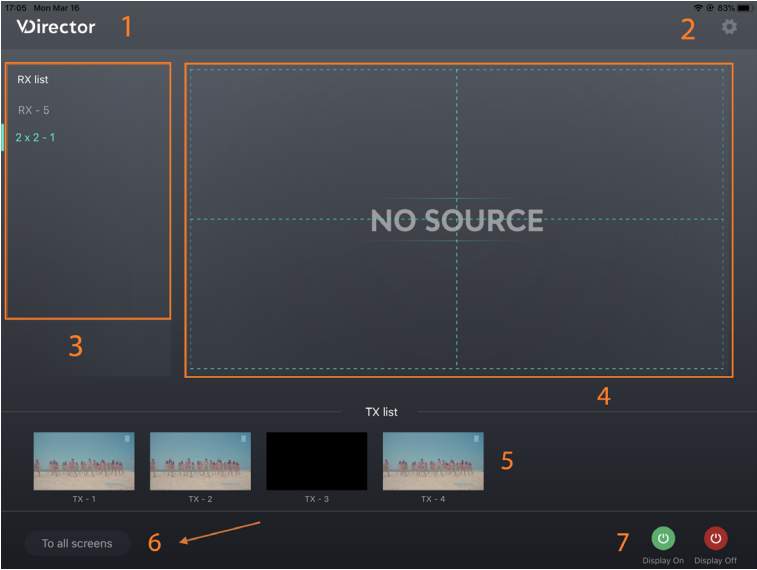 17:05 Mon Mar 16
83%
VDirector
1
2
RX list
RX - 5
2 x 2 - 1
NO SOURCE
3
4
TX list
5
TX - 1
TX - 2
TX - 3
TX - 4
To all screens
6
7
Display On
Display Off